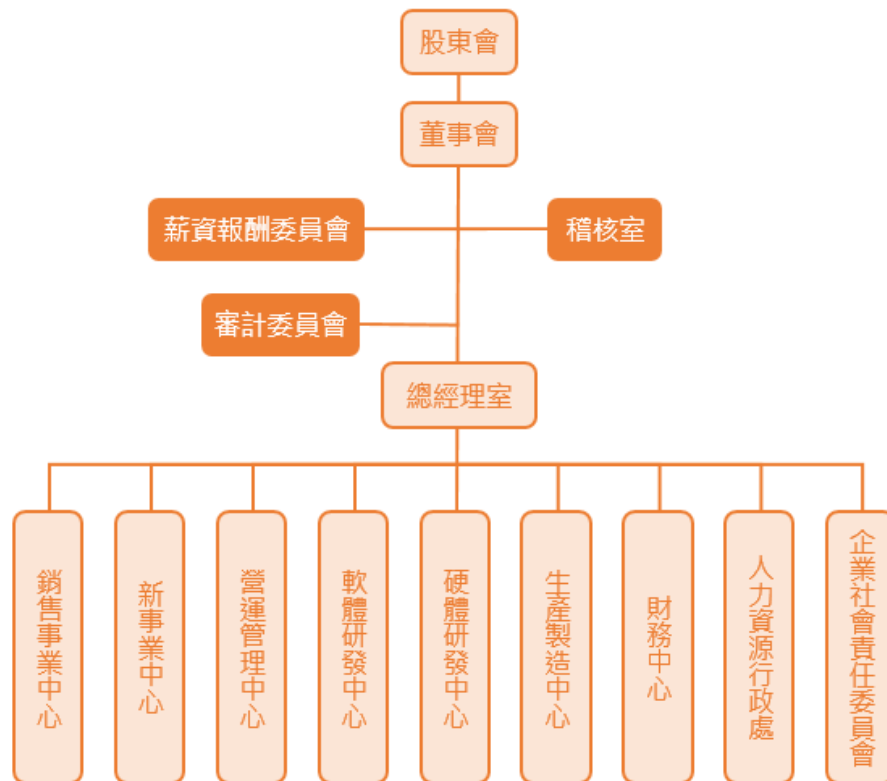 股東會
董事會
薪資報酬委員會
稽核室
審計委員會
總經理室
銷售事業中心
新事業中心
營運管理中心
軟體研發中心
硬體研發中心
生產製造中心
財務中心
人力資源行政處
企業社會責任委員會